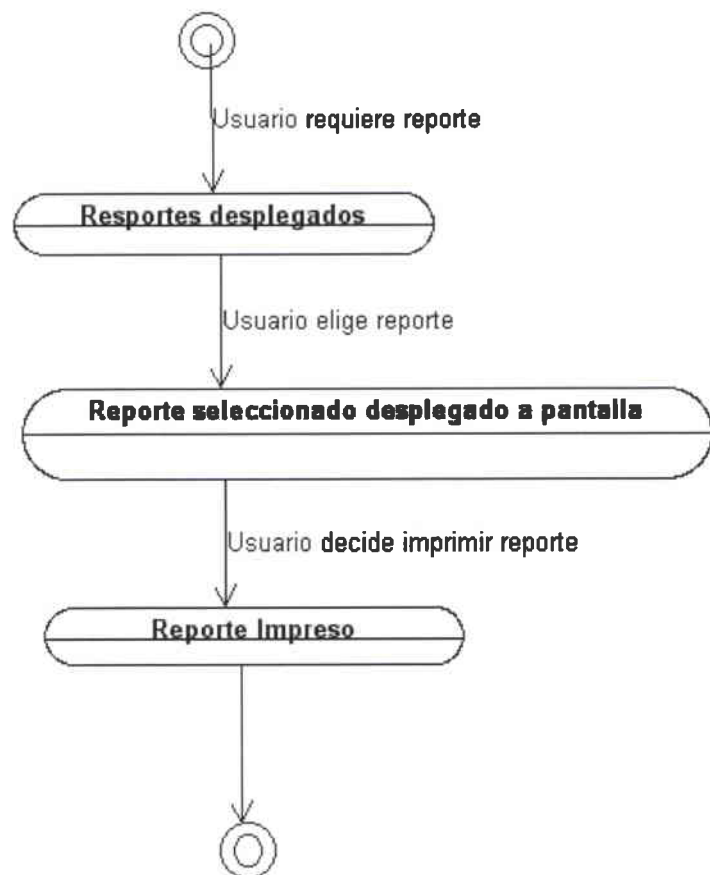 Usuario requiere reporte
Resportes desplegados
Usuario elige reporte
Reporte seleccionado desplegado a pantalla
Usuario decide imprimir reporte
Reporte Impreso